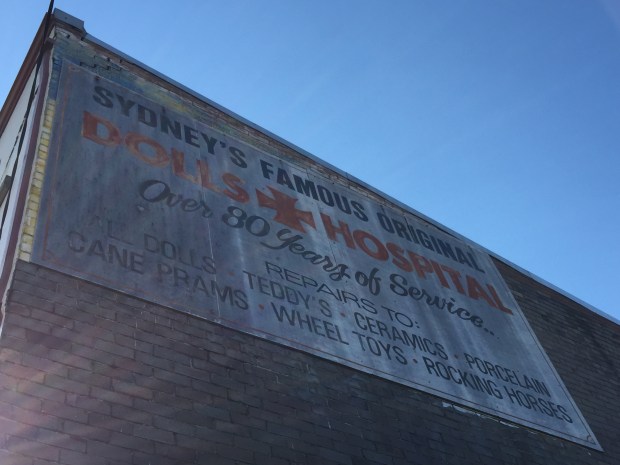 SYDNEY'S FAMOUS ORIGINAL
DOLLS HOSPITAL
Over 80 Years of Service..
REPAIRS TO:
ALL DOLLS · TEDDY'S · CERAMICS · PORCELAIN
CANE PRAMS · WHEEL TOYS · ROCKING HORSES